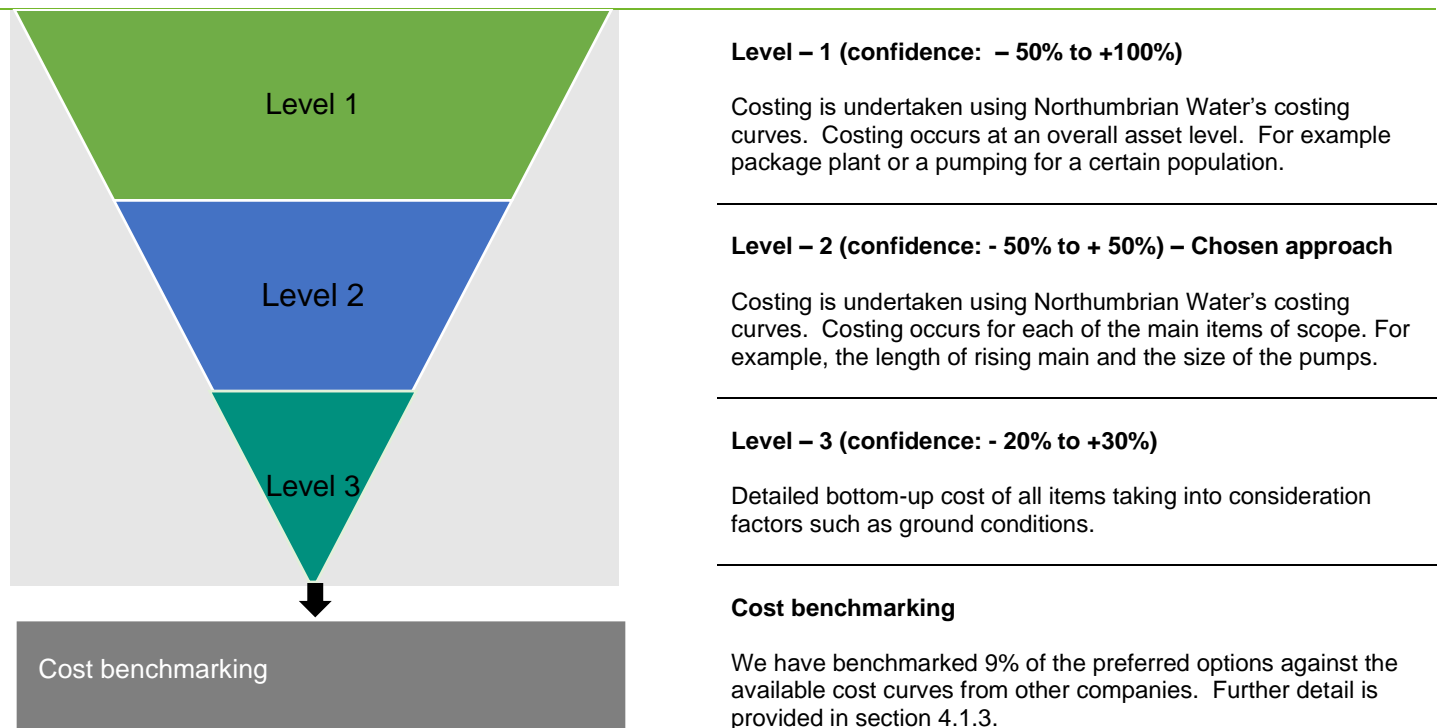 Level 1
Level 2
Level 3
Cost benchmarking
Level – 1 (confidence:  – 50% to +100%)
Costing is undertaken using Northumbrian Water’s costing
curves.  Costing occurs at an overall asset level.  For example
package plant or a pumping for a certain population.
Level – 2 (confidence: - 50% to + 50%) – Chosen approach
Costing is undertaken using Northumbrian Water’s costing
curves.  Costing occurs for each of the main items of scope. For
example, the length of rising main and the size of the pumps.
Level – 3 (confidence: - 20% to +30%)
Detailed bottom-up cost of all items taking into consideration
factors such as ground conditions.
Cost benchmarking
We have benchmarked 9% of the preferred options against the
available cost curves from other companies.  Further detail is
provided in section 4.1.3.